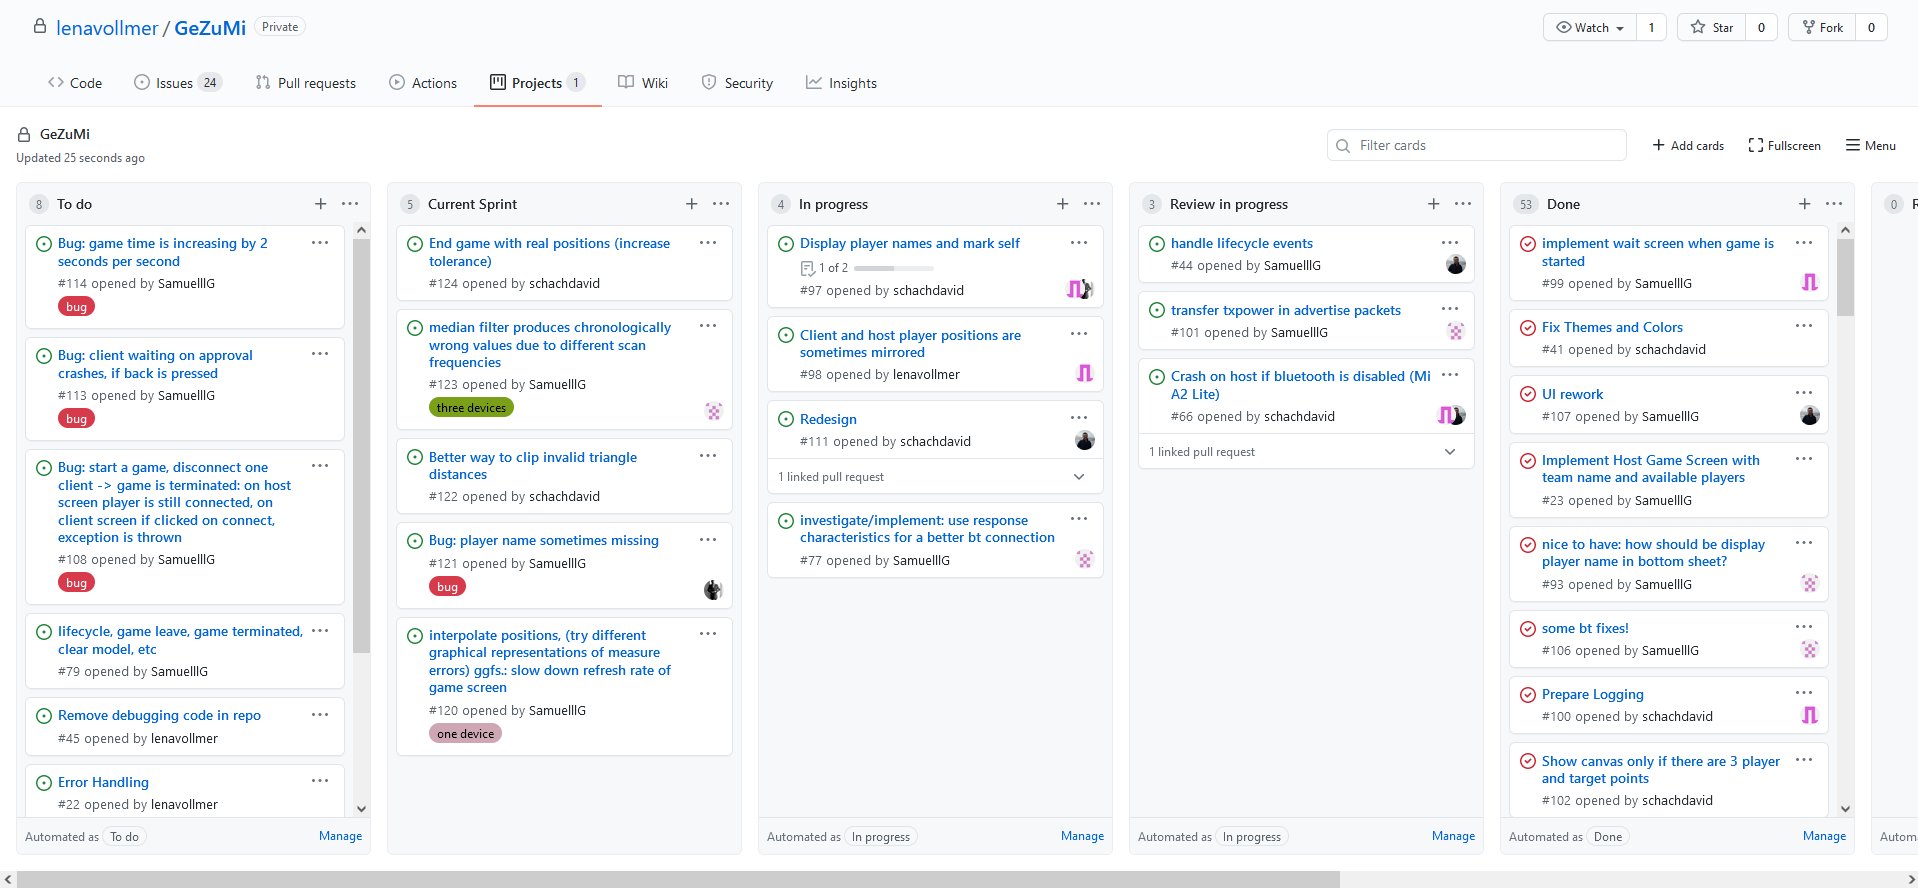 lenavollmer / GeZuMi Private
Watch 1 Star 0 Fork 0
Code Issues 24 Pull requests Actions Projects 1 Wiki Security Insights
GeZuMi
Updated 25 seconds ago
Filter cards
Add cards Fullscreen Menu
8 To do
Bug: game time is increasing by 2
seconds per second
#114 opened by SamuelllG
bug
Bug: client waiting on approval
crashes, if back is pressed
#113 opened by SamuelllG
bug
Bug: start a game, disconnect one
client -> game is terminated: on host
screen player is still connected, on
client screen if clicked on connect,
exception is thrown
#108 opened by SamuelllG
bug
lifecycle, game leave, game terminated,
clear model, etc
#79 opened by SamuelllG
Remove debugging code in repo
#45 opened by lenavollmer
Error Handling
#22 opened by lenavollmer
Automated as To do Manage
5 Current Sprint
End game with real positions (increase
tolerance)
#124 opened by schachdavid
median filter produces chronologically
wrong values due to different scan
frequencies
#123 opened by SamuelllG
three devices
Better way to clip invalid triangle
distances
#122 opened by schachdavid
Bug: player name sometimes missing
#121 opened by SamuelllG
bug
interpolate positions, (try different
graphical representations of measure
errors) ggfs.: slow down refresh rate of
game screen
#120 opened by SamuelllG
one device
4 In progress
Display player names and mark self
1 of 2
#97 opened by schachdavid
Client and host player positions are
sometimes mirrored
#98 opened by lenavollmer
Redesign
#111 opened by schachdavid
1 linked pull request
investigate/implement: use response
characteristics for a better bt connection
#77 opened by SamuelllG
Automated as In progress Manage
3 Review in progress
handle lifecycle events
#44 opened by SamuelllG
transfer txpower in advertise packets
#101 opened by SamuelllG
Crash on host if bluetooth is disabled (Mi
A2 Lite)
#66 opened by schachdavid
1 linked pull request
Automated as In progress Manage
53 Done
implement wait screen when game is
started
#99 opened by SamuelllG
Fix Themes and Colors
#41 opened by schachdavid
UI rework
#107 opened by SamuelllG
Implement Host Game Screen with
team name and available players
#23 opened by SamuelllG
nice to have: how should be display
player name in bottom sheet?
#93 opened by SamuelllG
some bt fixes!
#106 opened by SamuelllG
Prepare Logging
#100 opened by schachdavid
Show canvas only if there are 3 player
and target points
#102 opened by schachdavid
Automated as Done Manage
0